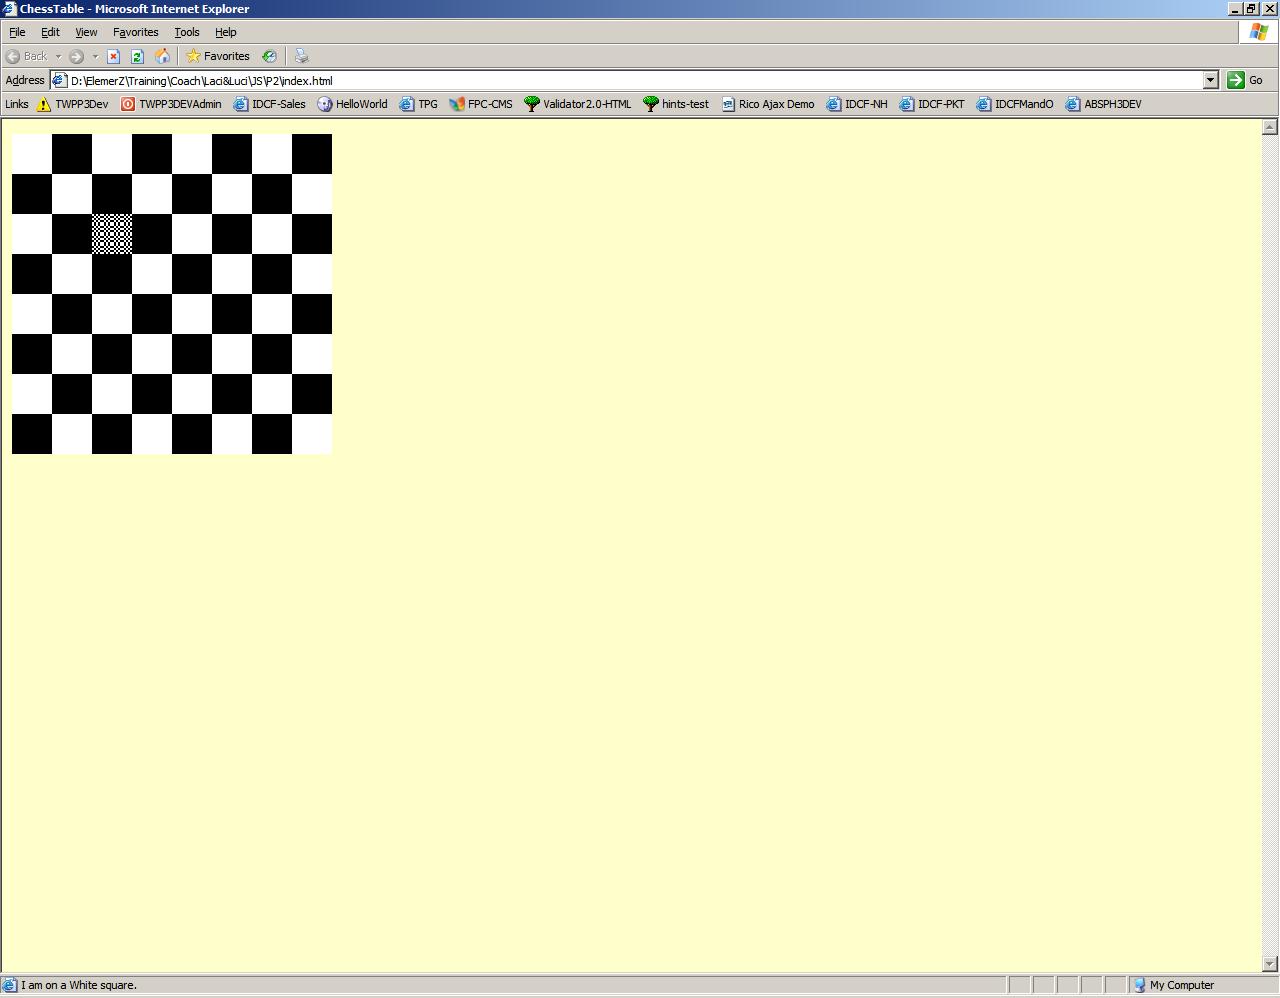 ChessTable - Microsoft Internet Explorer
File Edit View Favorites Tools Help
Back Favorites
Address D:\ElemerZ\Training\Coach\Laci&Luci\JS\P2\index.html Go
Links TWPP3Dev TWPP3DEVAdmin IDCF-Sales HelloWorld TPG FPC-CMS Validator2.0-HTML hints-test Rico Ajax Demo IDCF-NH IDCF-PKT IDCFMandO ABSPH3DEV
I am on a White square. My Computer